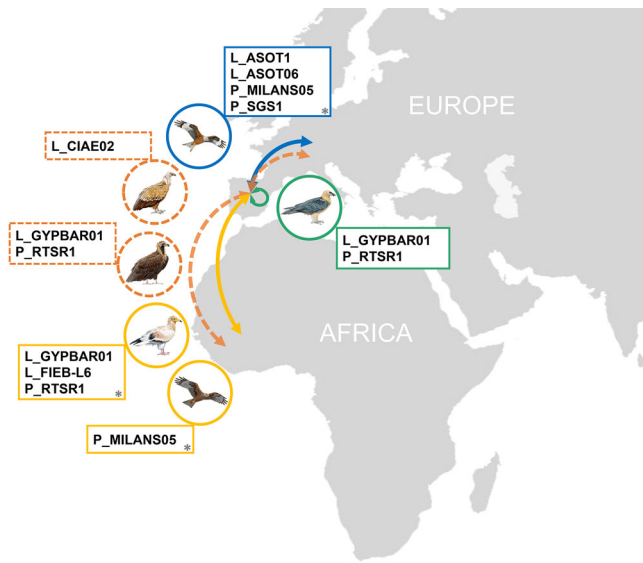 L_ASOT1
L_ASOT06
P_MILANS05
P_SGS1
*
EUROPE
L_CIAE02
L_GYPBAR01
P_RTSR1
L_GYPBAR01
P_RTSR1
AFRICA
L_GYPBAR01
L_FIEB-L6
P_RTSR1
*
P_MILANS05
*